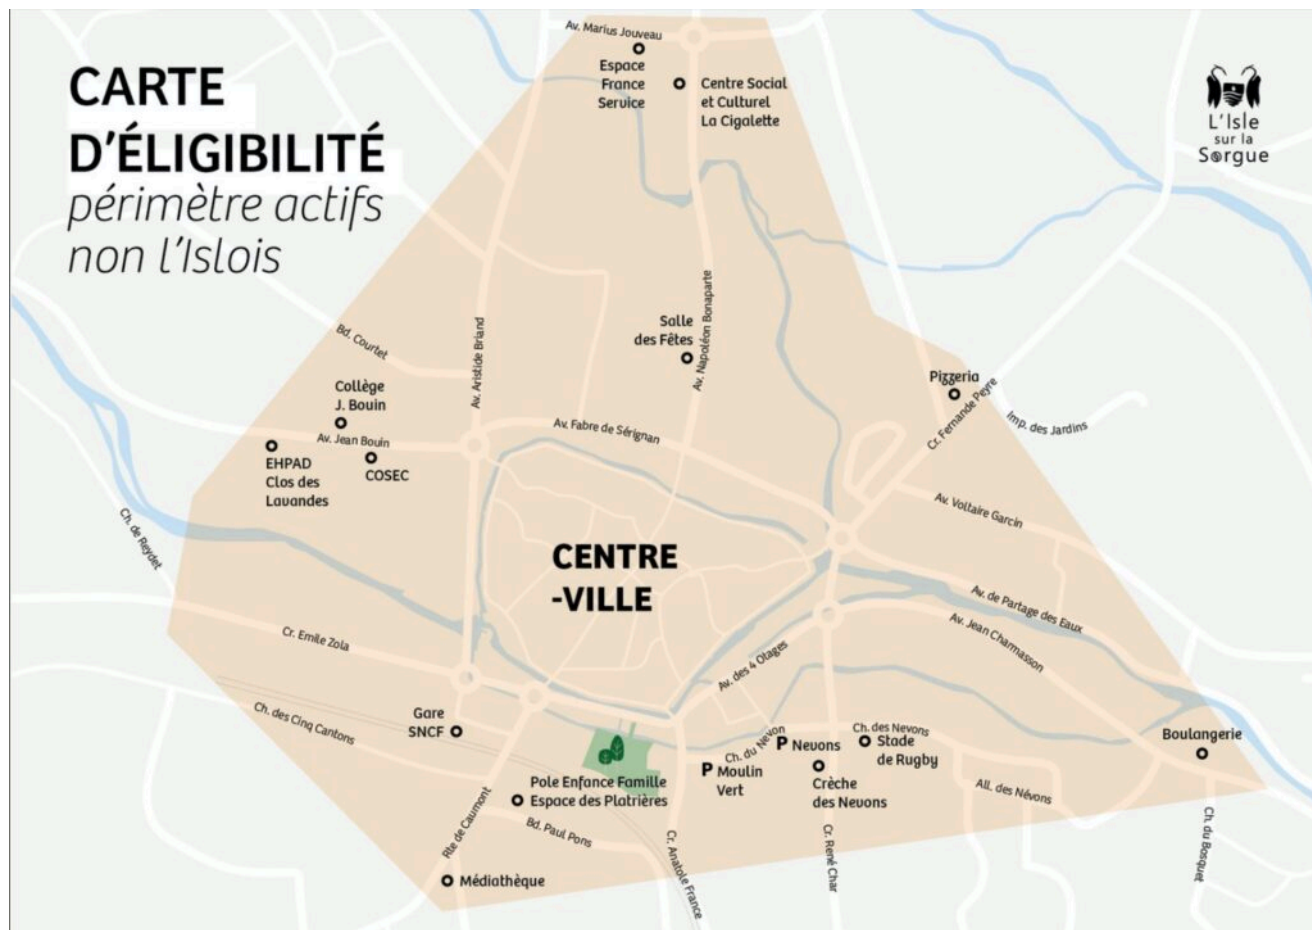 CARTE
D'ÉLIGIBILITÉ
périmètre actifs
non l'Islois
Av. Marius Jouveau
Espace
France
Service
Centre Social
et Culturel
La Cigalette
L'Isle
sur la
Sorgue
Av. Napoléon Bonaparte
Salle
des Fêtes
Bd. Courtet
Av. Aristide Briand
Pizzeria
Cr. Fernande Peyre
Imp. des Jardins
Collège
J. Bouin
Av. Jean Bouin
EHPAD
Clos des
Lavandes
COSEC
Av. Fabre de Sérignan
Ch. de Reydet
Av. Voltaire Garcin
CENTRE
-VILLE
Av. de Partage des Eaux
Av. Jean Charmasson
Cr. Emile Zola
Av. des 4 Otages
Ch. des Cinq Cantons
Gare
SNCF
Ch. du Nevon
P Nevons
Ch. des Nevons
Stade
de Rugby
Boulangerie
P Moulin
Vert
Crèche
des Nevons
All. des Névons
Pole Enfance Famille
Espace des Platrières
Rte de Caumont
Bd. Paul Pons
Cr. Anatole France
Cr. René Char
Ch. du Bosquet
Médiathèque